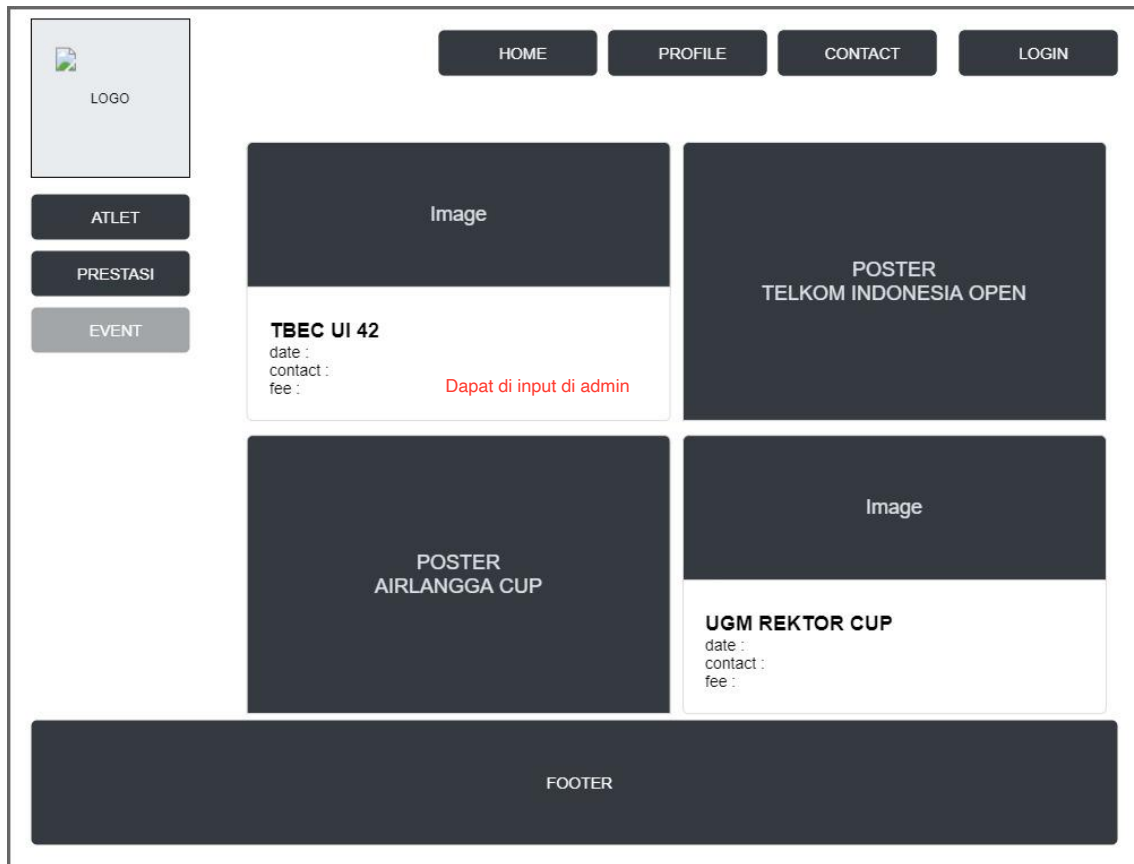 LOGO
HOME
PROFILE
CONTACT
LOGIN
ATLET
PRESTASI
EVENT
Image
TBEC UI 42
date :
contact :
fee :
Dapat di input di admin
POSTER
TELKOM INDONESIA OPEN
POSTER
AIRLANGGA CUP
Image
UGM REKTOR CUP
date :
contact :
fee :
FOOTER